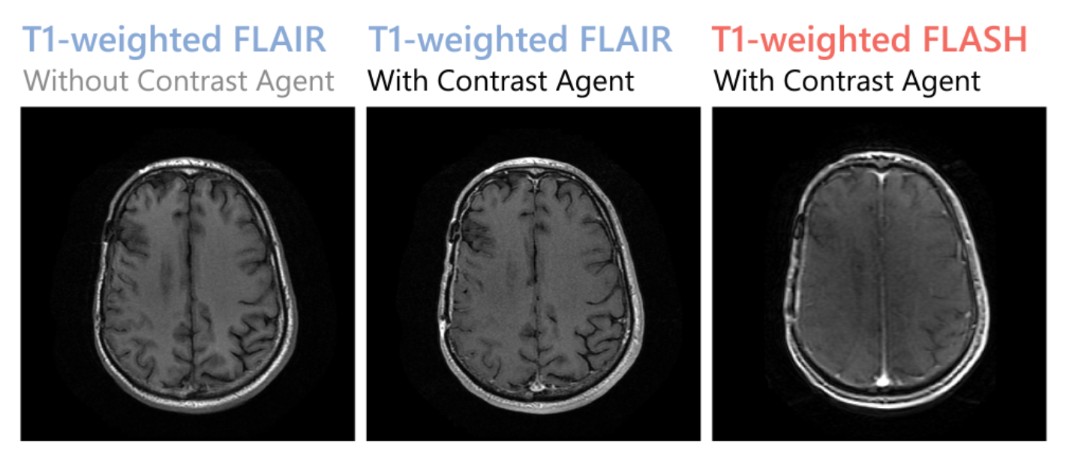 T1-weighted FLAIR
Without Contrast Agent
T1-weighted FLAIR
With Contrast Agent
T1-weighted FLASH
With Contrast Agent